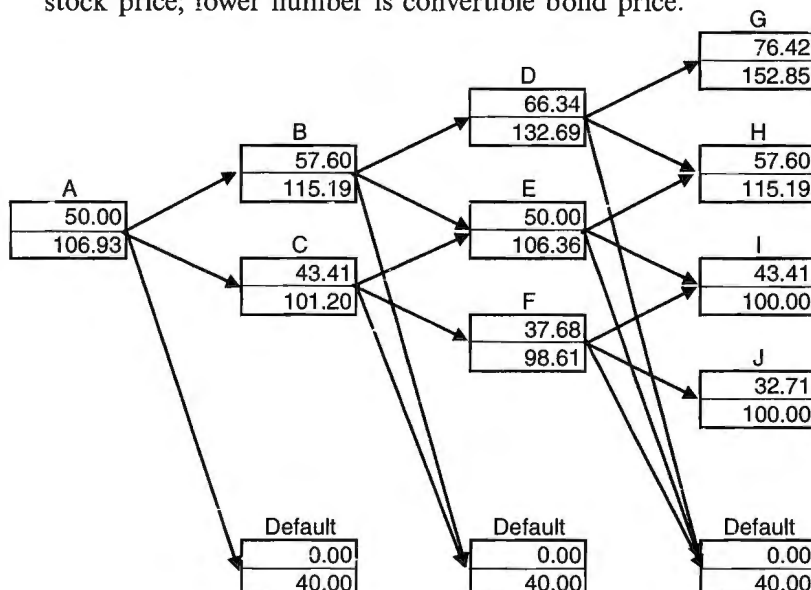 stock price, lower number is convertible bond price.
G
76.42
152.85
D
66.34
132.69
B
57.60
115.19
H
57.60
115.19
A
50.00
106.93
E
50.00
106.36
C
43.41
101.20
I
43.41
100.00
F
37.68
98.61
J
32.71
100.00
Default
0.00
40.00
Default
0.00
40.00
Default
0.00
40.00